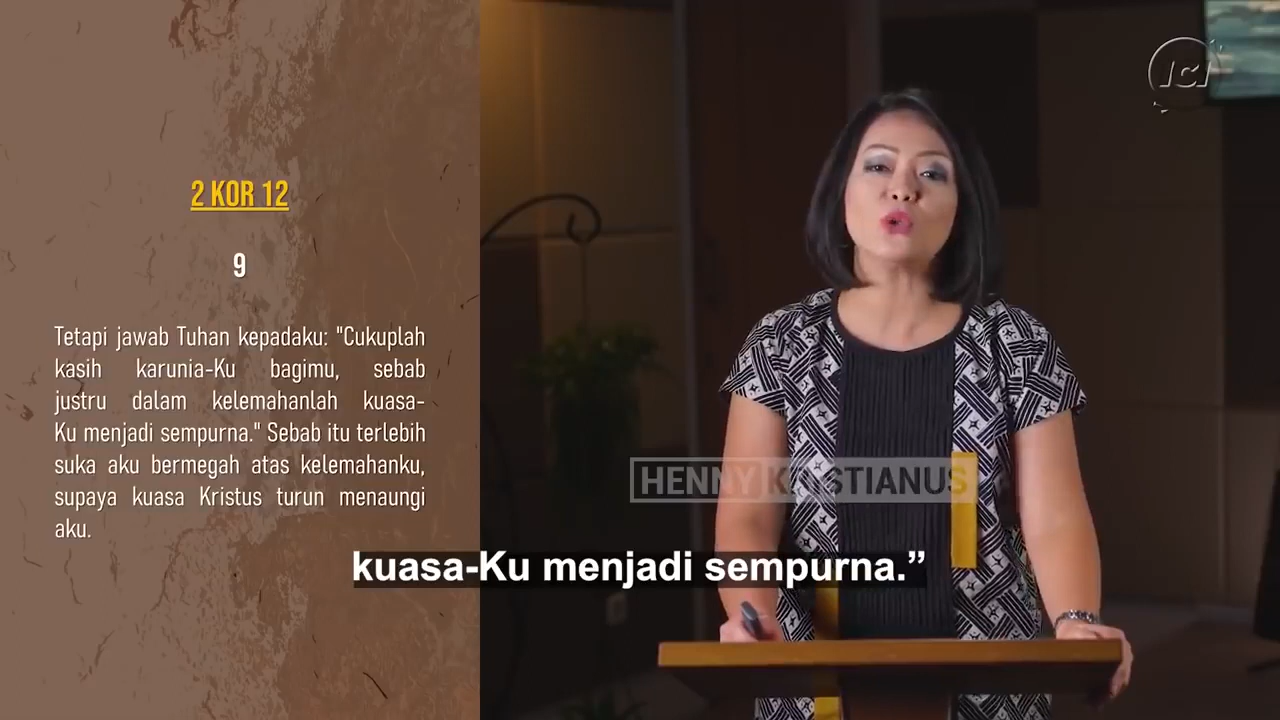 2 KOR 12
9
Tetapi jawab Tuhan kepadaku: "Cukuplah
kasih karunia-Ku bagimu, sebab
justru dalam kelemahanlah kuasa-
Ku menjadi sempurna." Sebab itu terlebih
suka aku bermegah atas kelemahanku,
supaya kuasa Kristus turun menaungi
aku.
ICI
HENNY KRISTIANUS
kuasa-Ku menjadi sempurna.”